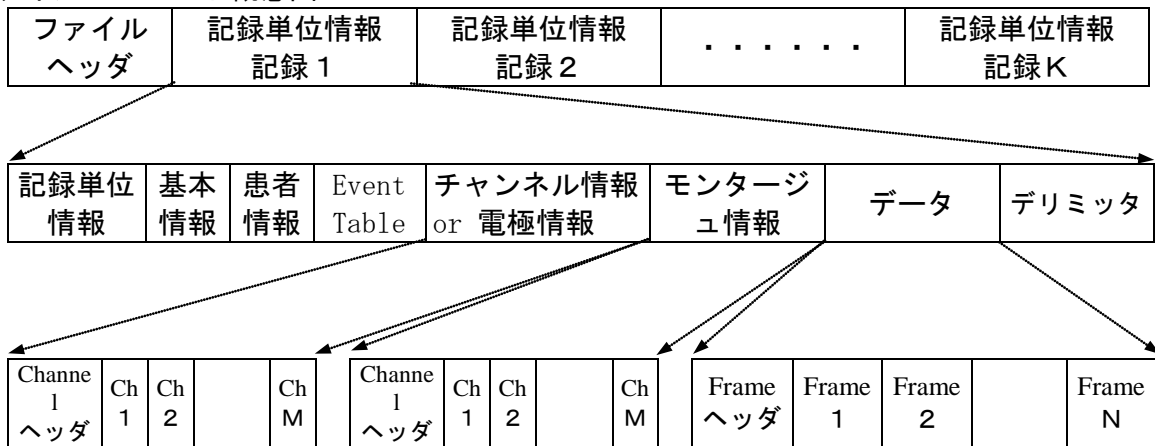 ファイル 記録単位情報 記録単位情報 ・・・・・・ 記録単位情報
ヘッダ 記録１ 記録２ 記録Ｋ
記録単位 基本 患者 Event チャンネル情報 モンタージ データ デリミッタ
情報 情報 情報 Table or 電極情報 ュ情報
Channe Ch Ch Ch Channe Ch Ch Ch Frame Frame Frame Frame
l 1 2 M l 1 2 M ヘッダ 1 2 N
ヘッダ ヘッダ